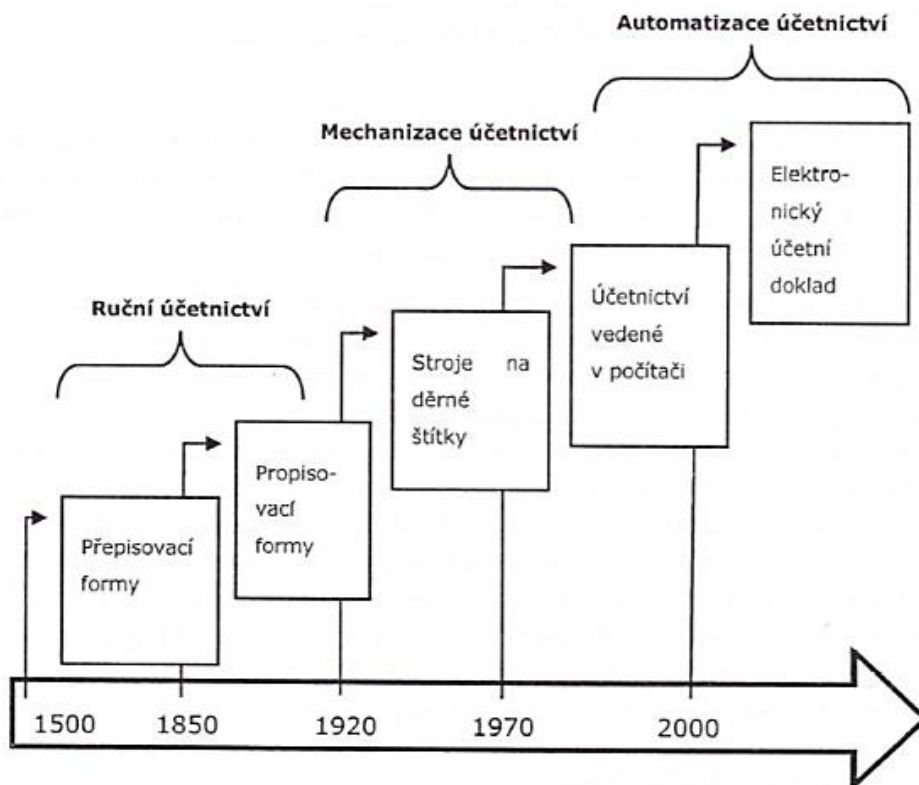 Automatizace účetnictví
Mechanizace účetnictví
Elektro-
nický
účetní
doklad
Ruční účetnictví
Účetnictví
vedené
v počítači
Stroje na
děrné
štítky
Propiso-
vací
formy
Přepisovací
formy
1500 1850 1920 1970 2000